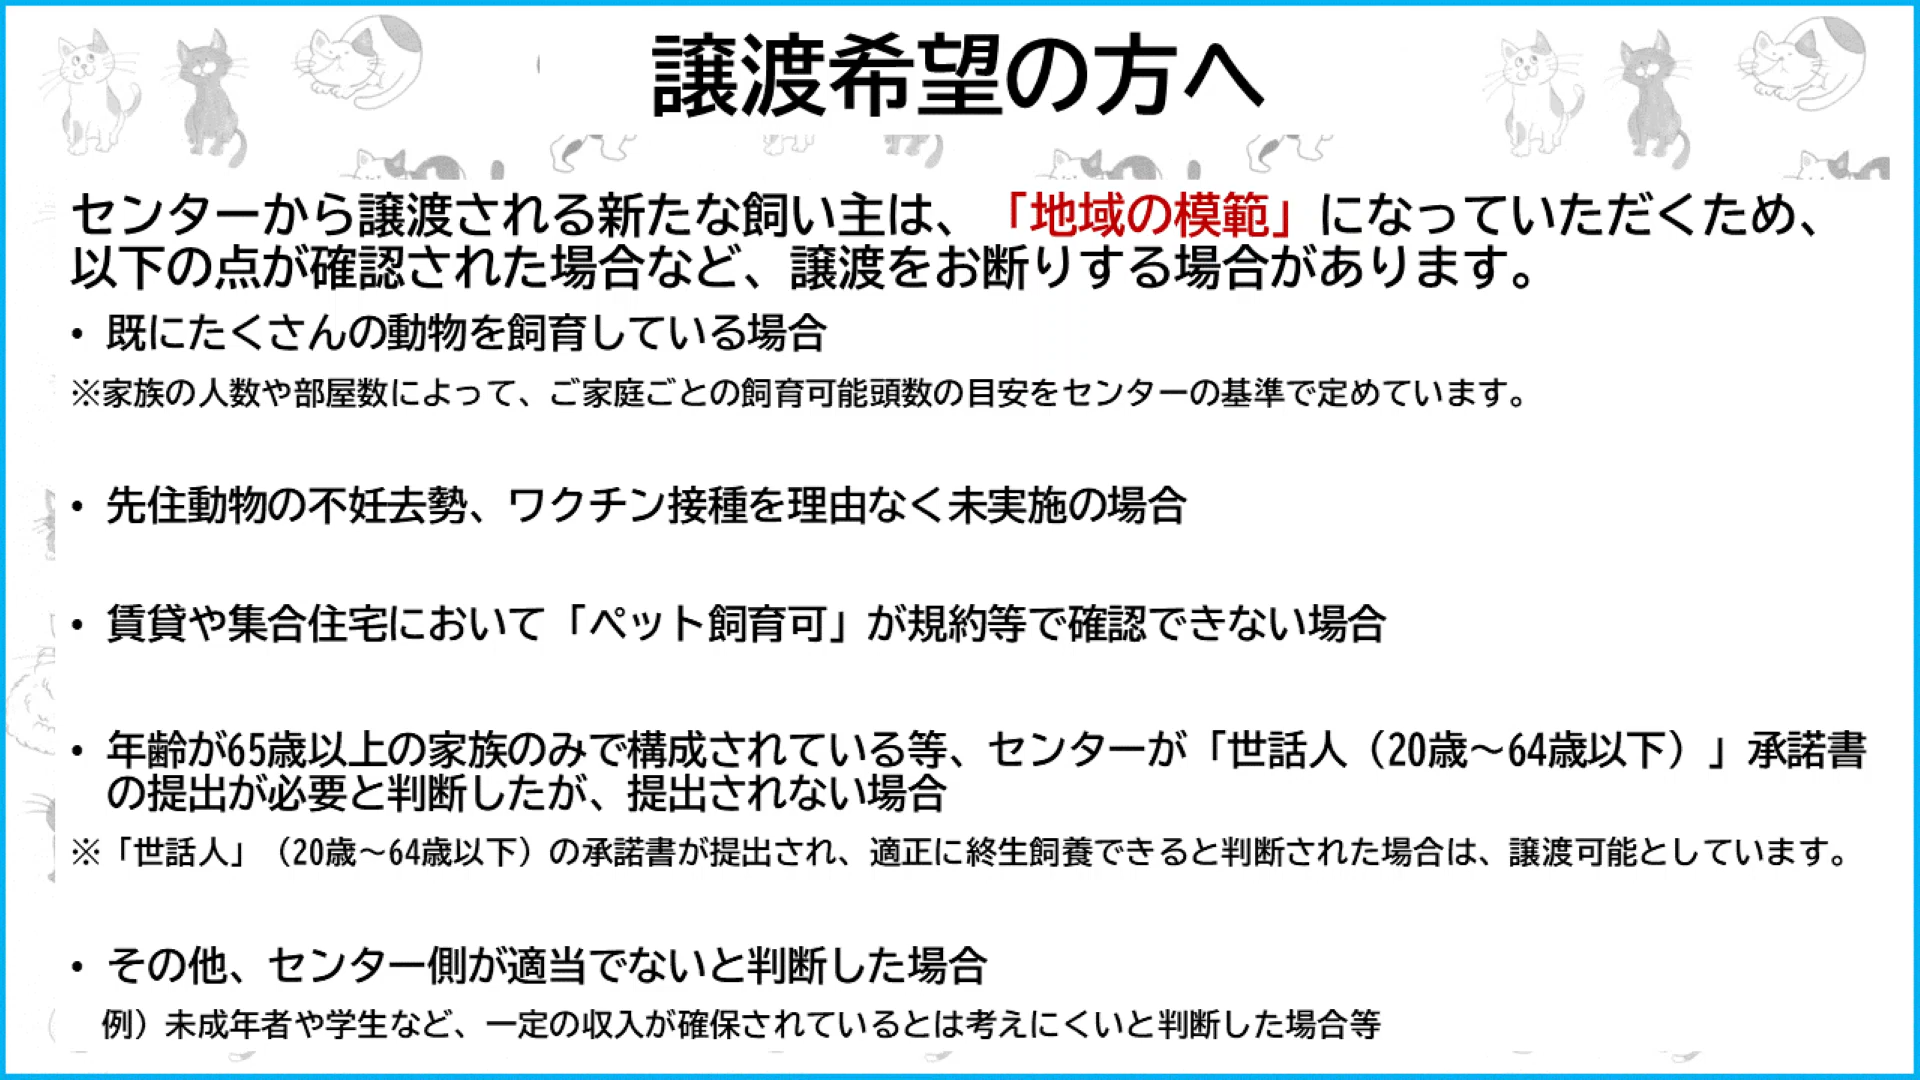 譲渡希望の方へ
センターから譲渡される新たな飼い主は、「地域の模範」になっていただくため、
以下の点が確認された場合など、譲渡をお断りする場合があります。
• 既にたくさんの動物を飼育している場合
※家族の人数や部屋数によって、ご家庭ごとの飼育可能頭数の目安をセンターの基準で定めています。
• 先住動物の不妊去勢、ワクチン接種を理由なく未実施の場合
• 賃貸や集合住宅において「ペット飼育可」が規約等で確認できない場合
• 年齢が65歳以上の家族のみで構成されている等、センターが「世話人（20歳～64歳以下）」承諾書
の提出が必要と判断したが、提出されない場合
※「世話人」（20歳～64歳以下）の承諾書が提出され、適正に終生飼養できると判断された場合は、譲渡可能としています。
• その他、センター側が適当でないと判断した場合
例）未成年者や学生など、一定の収入が確保されているとは考えにくいと判断した場合等